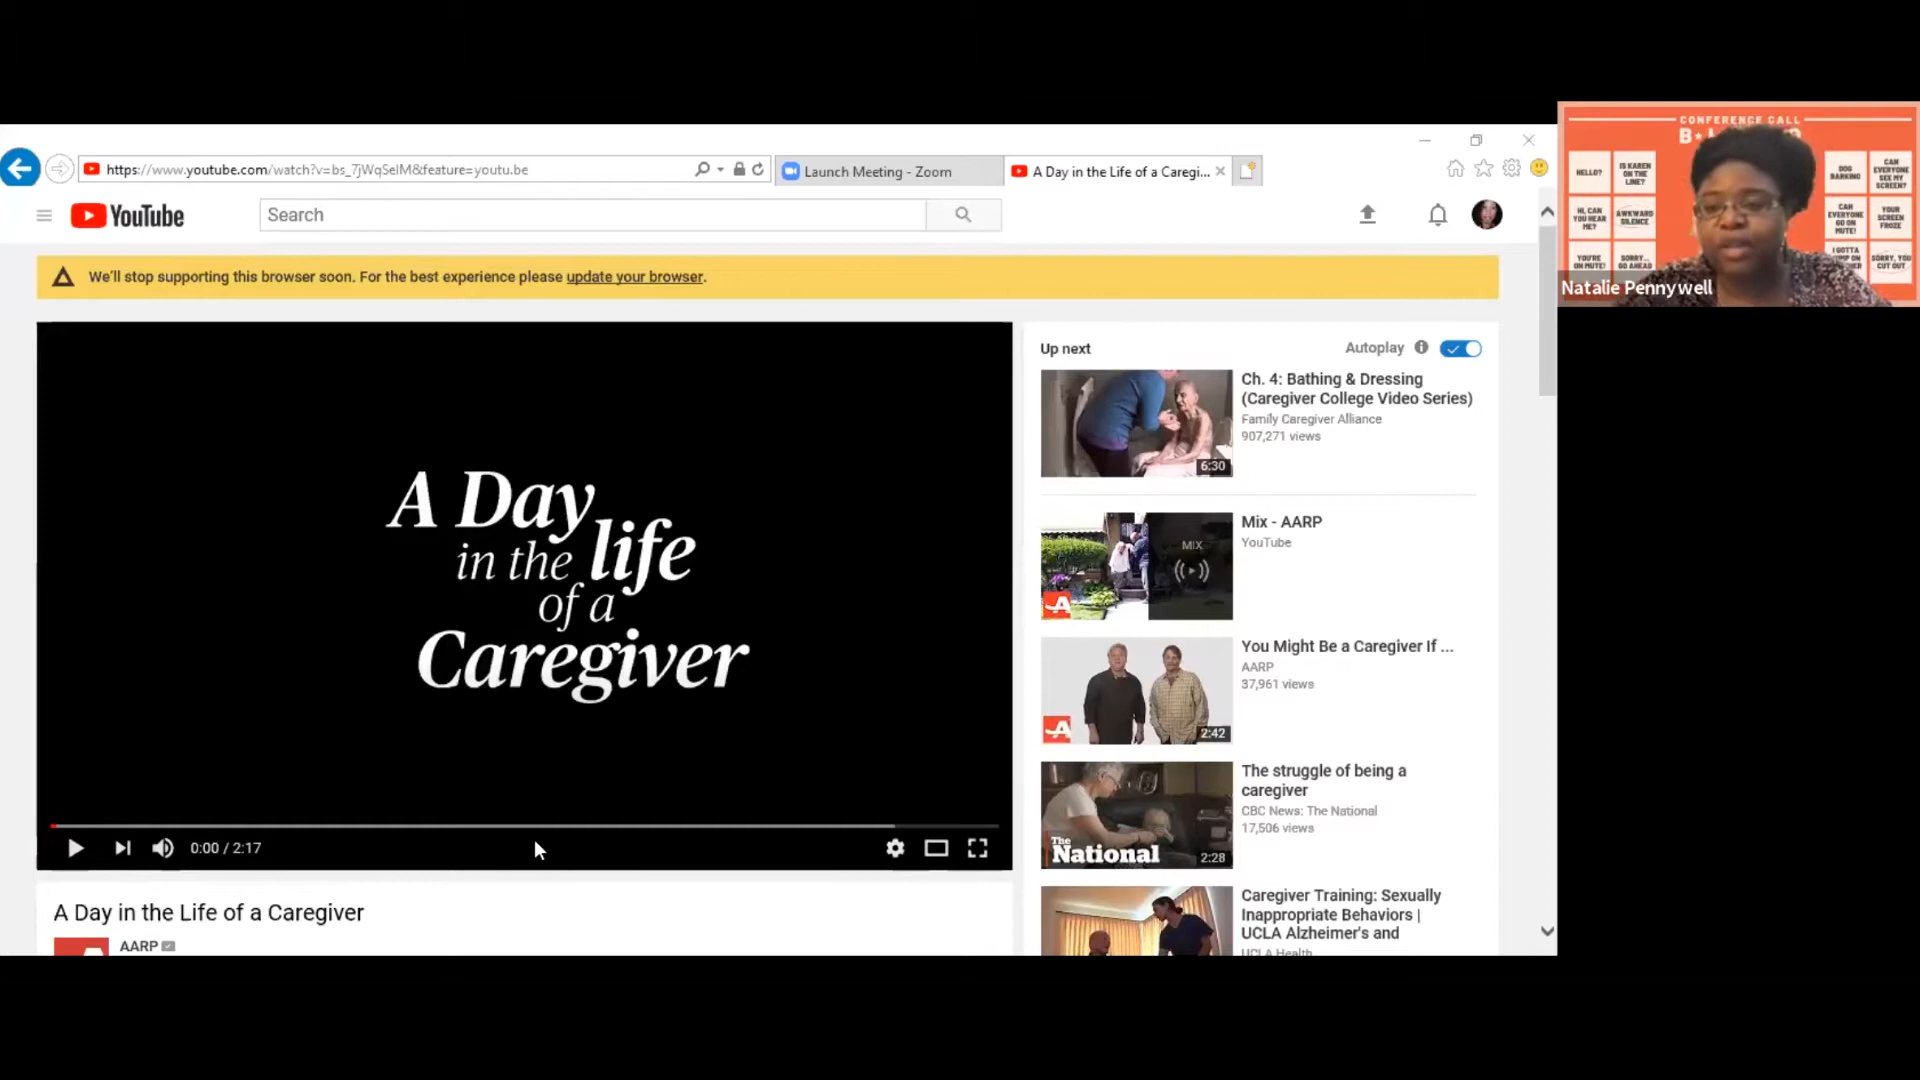 https://www.youtube.com/watch?v=bs_7jWqSelM&feature=youtu.be
Launch Meeting - Zoom
A Day in the Life of a Caregi...
YouTube
Search
We'll stop supporting this browser soon. For the best experience please update your browser.
A Day
in the life
of a
Caregiver
0:00 / 2:17
A Day in the Life of a Caregiver
AARP
Up next
Autoplay
Ch. 4: Bathing & Dressing
(Caregiver College Video Series)
Family Caregiver Alliance
907,271 views
6:30
Mix - AARP
YouTube
MIX
You Might Be a Caregiver If ...
AARP
37,961 views
2:42
The struggle of being a
caregiver
CBC News: The National
17,506 views
The
National
2:28
Caregiver Training: Sexually
Inappropriate Behaviors |
UCLA Alzheimer's and
UCLA Health
CONFERENCE CALL
HELLO?
IS KAREN
ON THE
LINE?
HI, CAN
YOU HEAR
ME?
AWKWARD
SILENCE
YOU'RE
ON MUTE!
SORRY...
GO AHEAD
DOG
BARKING
CAN
EVERYONE
SEE MY
SCREEN?
CAN
EVERYONE
GO ON
MUTE!
YOUR
SCREEN
FROZE
I GOTTA
SORRY, YOU
CUT OUT
Natalie Pennywell